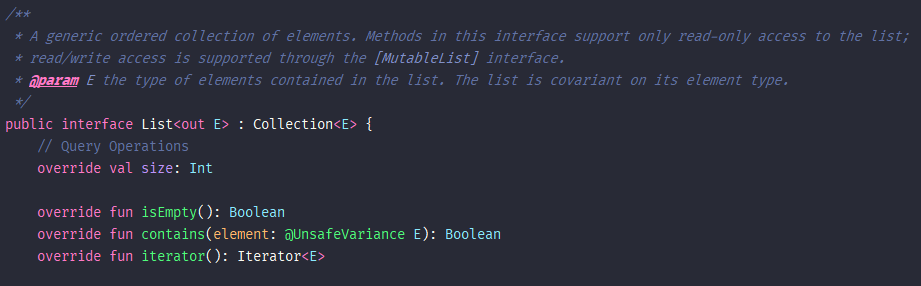 /**
 * A generic ordered collection of elements. Methods in this interface support only read-only access to the list;
 * read/write access is supported through the [MutableList] interface.
 * @param E the type of elements contained in the list. The list is covariant on its element type.
 */
public interface List<out E> : Collection<E> {
    // Query Operations
    override val size: Int

    override fun isEmpty(): Boolean
    override fun contains(element: @UnsafeVariance E): Boolean
    override fun iterator(): Iterator<E>